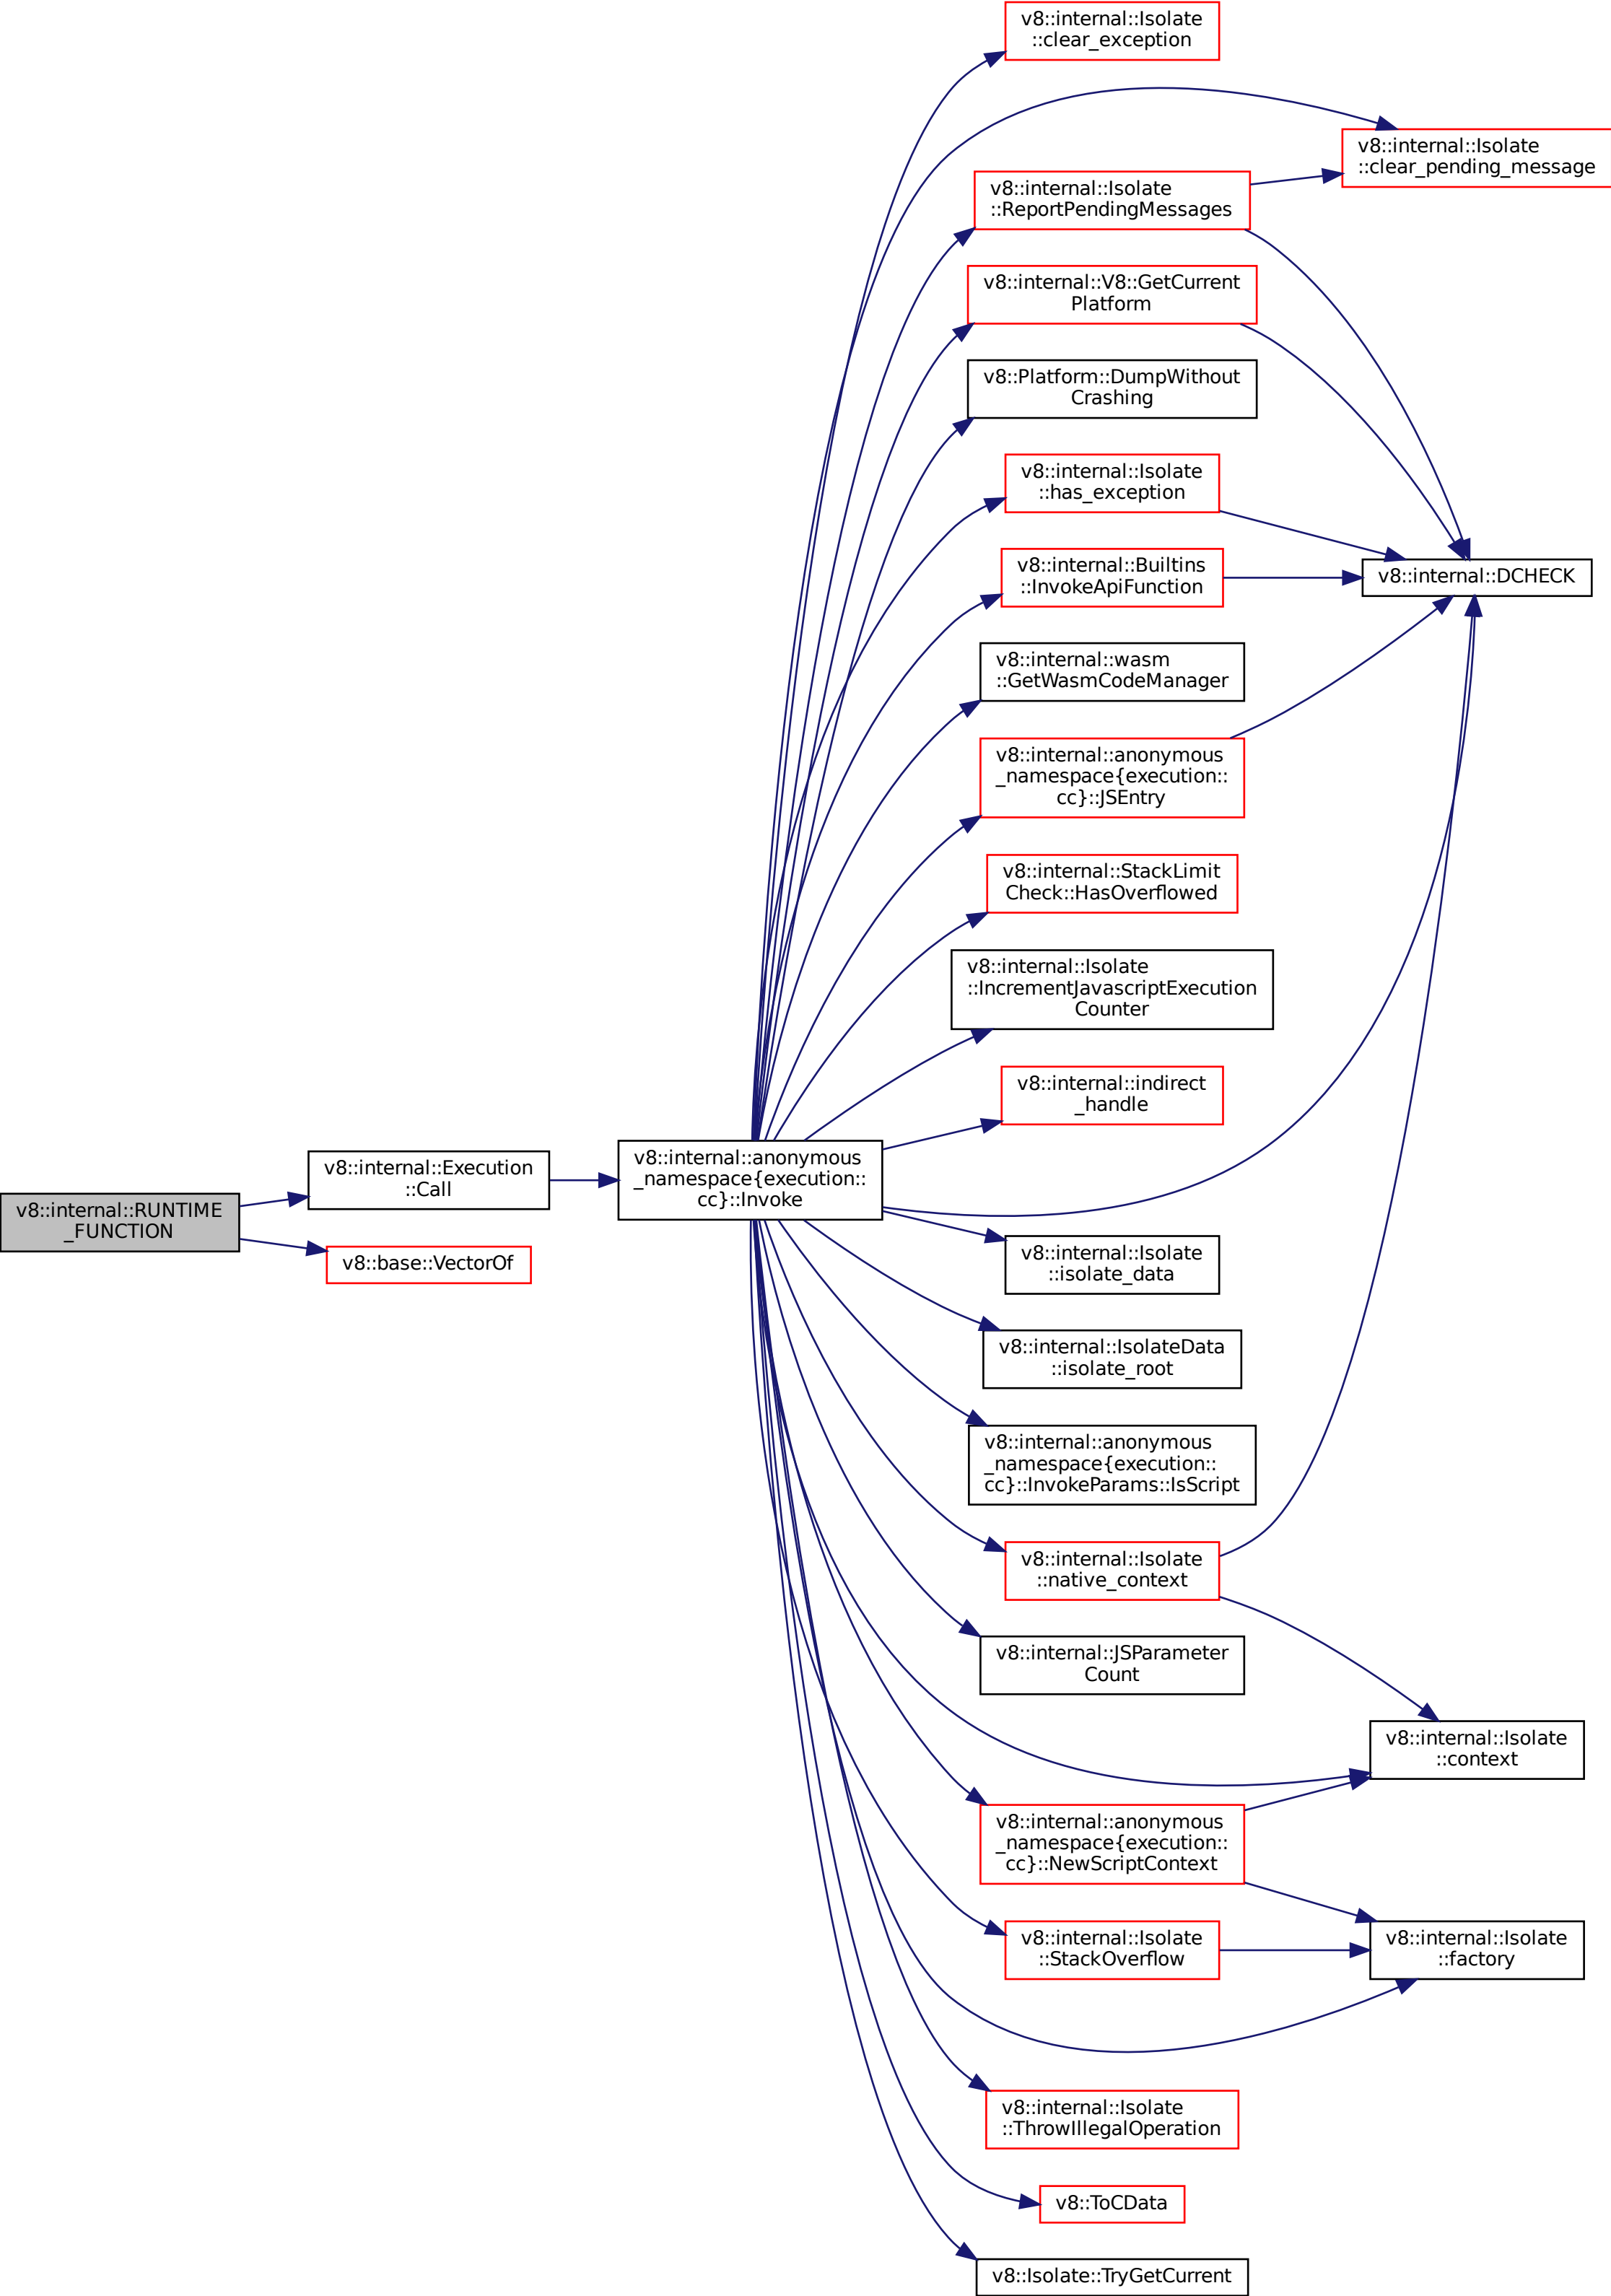 v8::internal::Isolate
::clear_exception
v8::internal::Isolate
::clear_pending_message
v8::internal::Isolate
::ReportPendingMessages
v8::internal::V8::GetCurrent
Platform
v8::Platform::DumpWithout
Crashing
v8::internal::Isolate
::has_exception
v8::internal::Builtins
::InvokeApiFunction
v8::internal::DCHECK
v8::internal::wasm
::GetWasmCodeManager
v8::internal::anonymous
_namespace{execution::
cc}::JSEntry
v8::internal::StackLimit
Check::HasOverflowed
v8::internal::Isolate
::IncrementJavascriptExecution
Counter
v8::internal::indirect
_handle
v8::internal::RUNTIME
_FUNCTION
v8::internal::Execution
::Call
v8::base::VectorOf
v8::internal::anonymous
_namespace{execution::
cc}::Invoke
v8::internal::Isolate
::isolate_data
v8::internal::IsolateData
::isolate_root
v8::internal::anonymous
_namespace{execution::
cc}::InvokeParams::IsScript
v8::internal::Isolate
::native_context
v8::internal::JSParameter
Count
v8::internal::Isolate
::context
v8::internal::anonymous
_namespace{execution::
cc}::NewScriptContext
v8::internal::Isolate
::StackOverflow
v8::internal::Isolate
::factory
v8::internal::Isolate
::ThrowIllegalOperation
v8::ToCData
v8::Isolate::TryGetCurrent